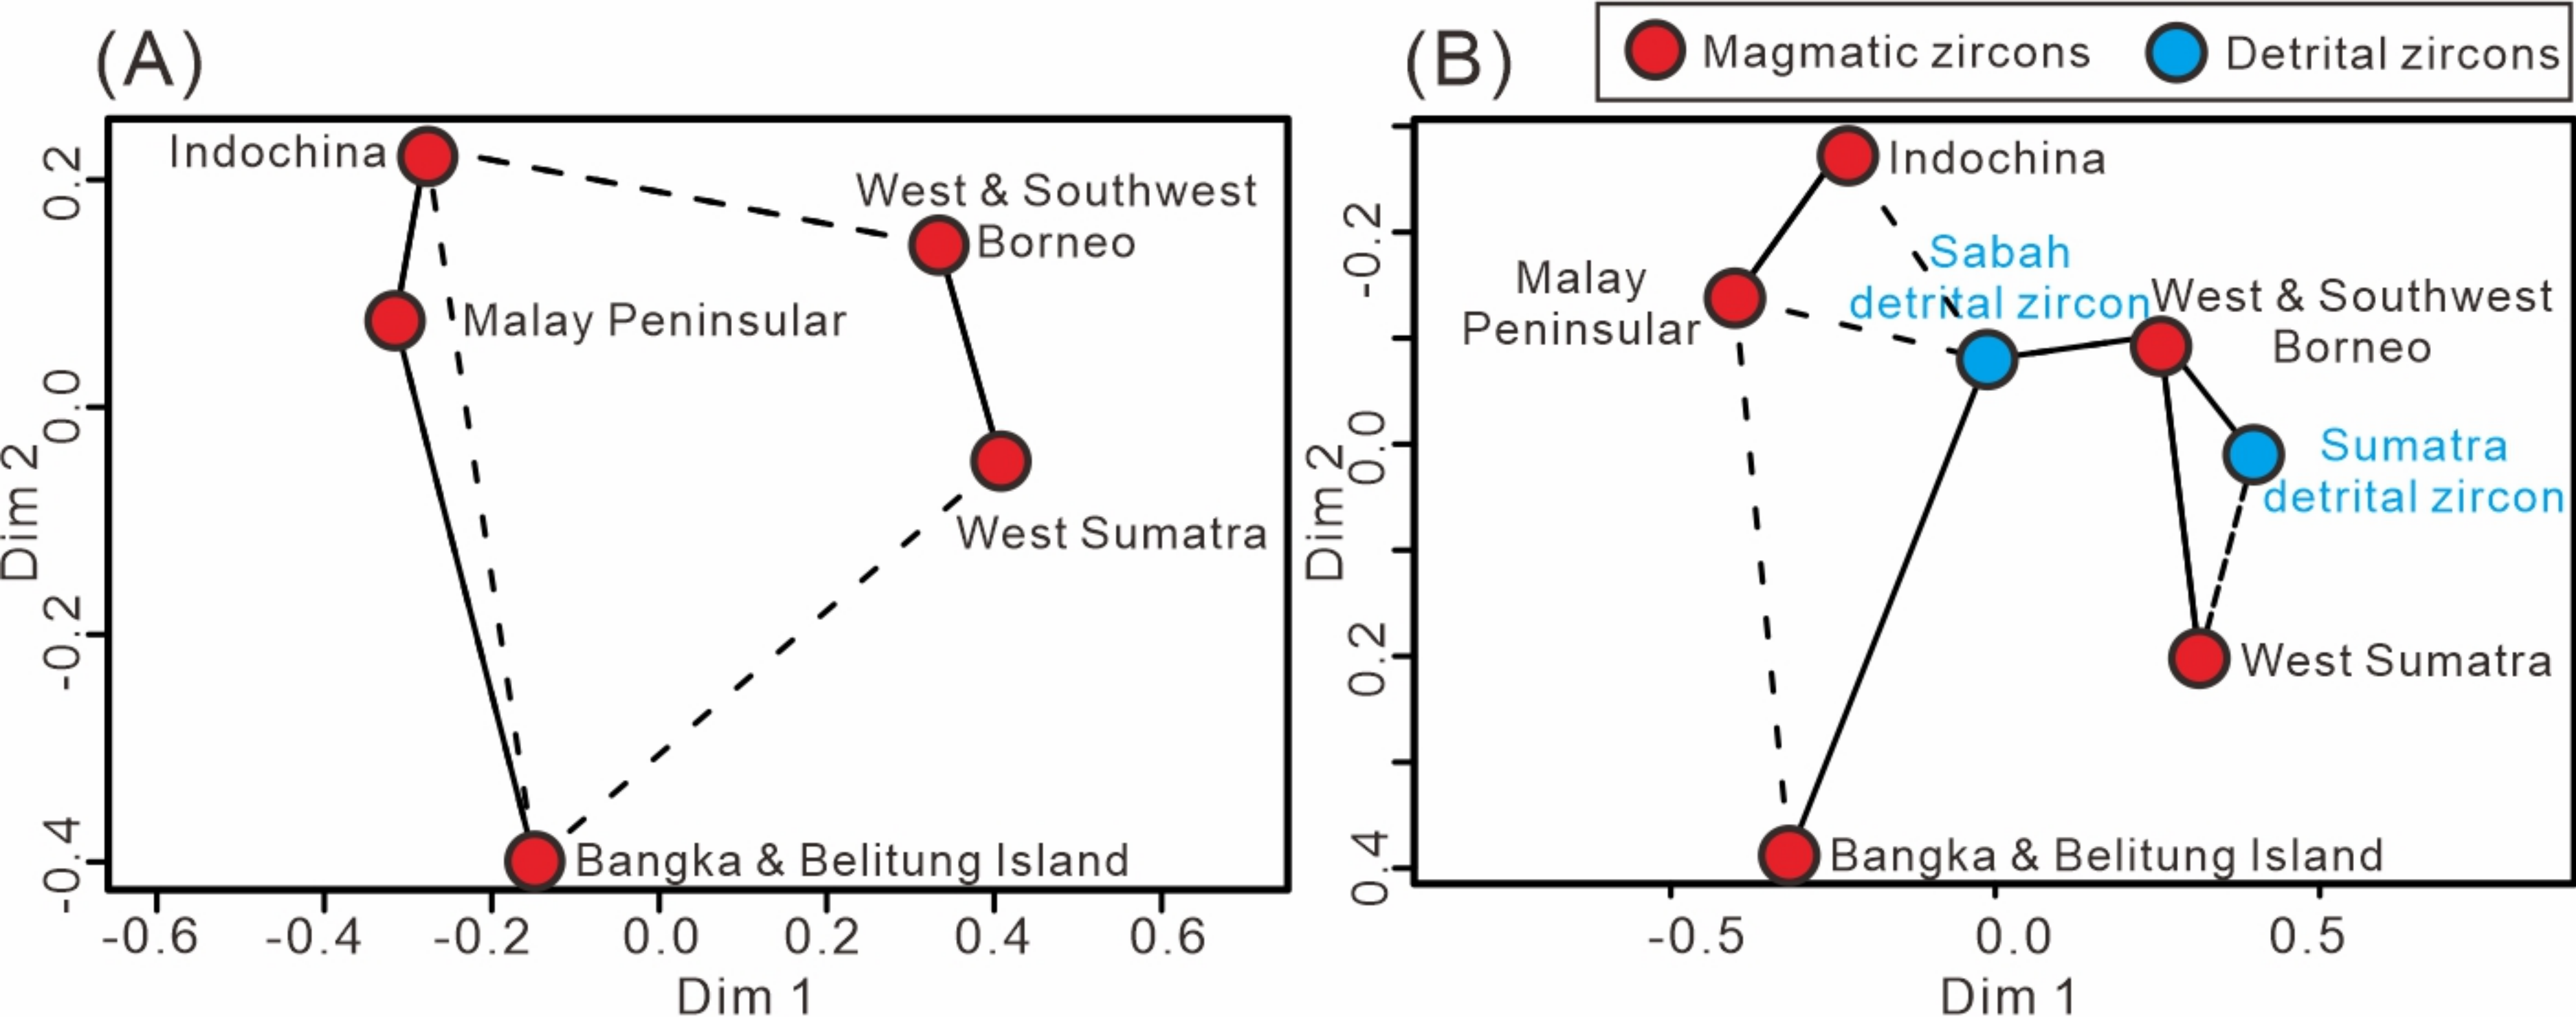 (A)
(B)
Magmatic zircons
Detrital zircons
Indochina
West & Southwest
Borneo
Malay Peninsular
West Sumatra
Bangka & Belitung Island
0.2
0.0
-0.2
-0.4
Dim 2
-0.6
-0.4
-0.2
0.0
0.2
0.4
0.6
Dim 1
Indochina
Sabah
detrital zircon
Malay
Peninsular
West & Southwest
Borneo
Sumatra
detrital zircon
West Sumatra
Bangka & Belitung Island
-0.2
0.0
0.2
0.4
Dim 2
-0.5
0.0
0.5
Dim 1